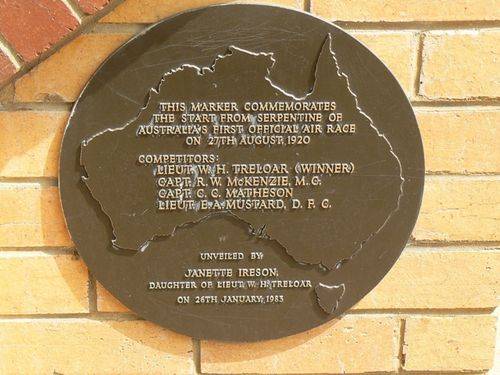 THIS MARKER COMMEMORATES
THE START FROM SERPENTINE OF
AUSTRALIA'S FIRST OFFICIAL AIR RACE
ON 27TH AUGUST 1920
COMPETITORS:
LIEUT. W. H. TRELOAR (WINNER)
CAPT. R. W. McKENZIE, M. C.
CAPT. C. C. MATHESON
LIEUT. E. A. MUSTARD, D. F. C.
UNVEILED BY
JANETTE IRESON,
DAUGHTER OF LIEUT W. H. TRELOAR
ON 26TH JANUARY, 1983